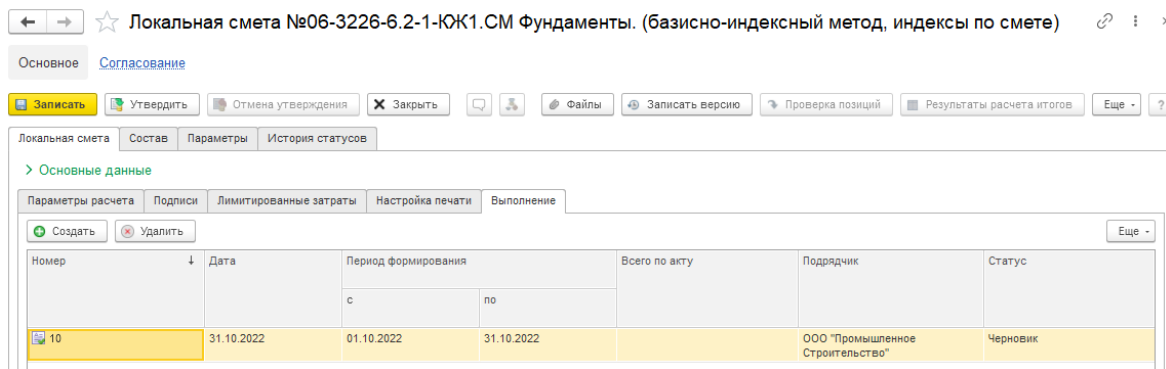 Локальная смета №06-3226-6.2-1-КЖ1.СМ Фундаменты. (базисно-индексный метод, индексы по смете)
Основное Согласование
Записать Утвердить Отмена утверждения Закрыть Файлы Записать версию Проверка позиций Результаты расчета итогов Еще ?
Локальная смета Состав Параметры История статусов
Основные данные
Параметры расчета Подписи Лимитированные затраты Настройка печати Выполнение
Создать Удалить Еще
Номер ↓ Дата Период формирования Всего по акту Подрядчик Статус
с по
10 31.10.2022 01.10.2022 31.10.2022 ООО "Промышленное Черновик
Строительство"